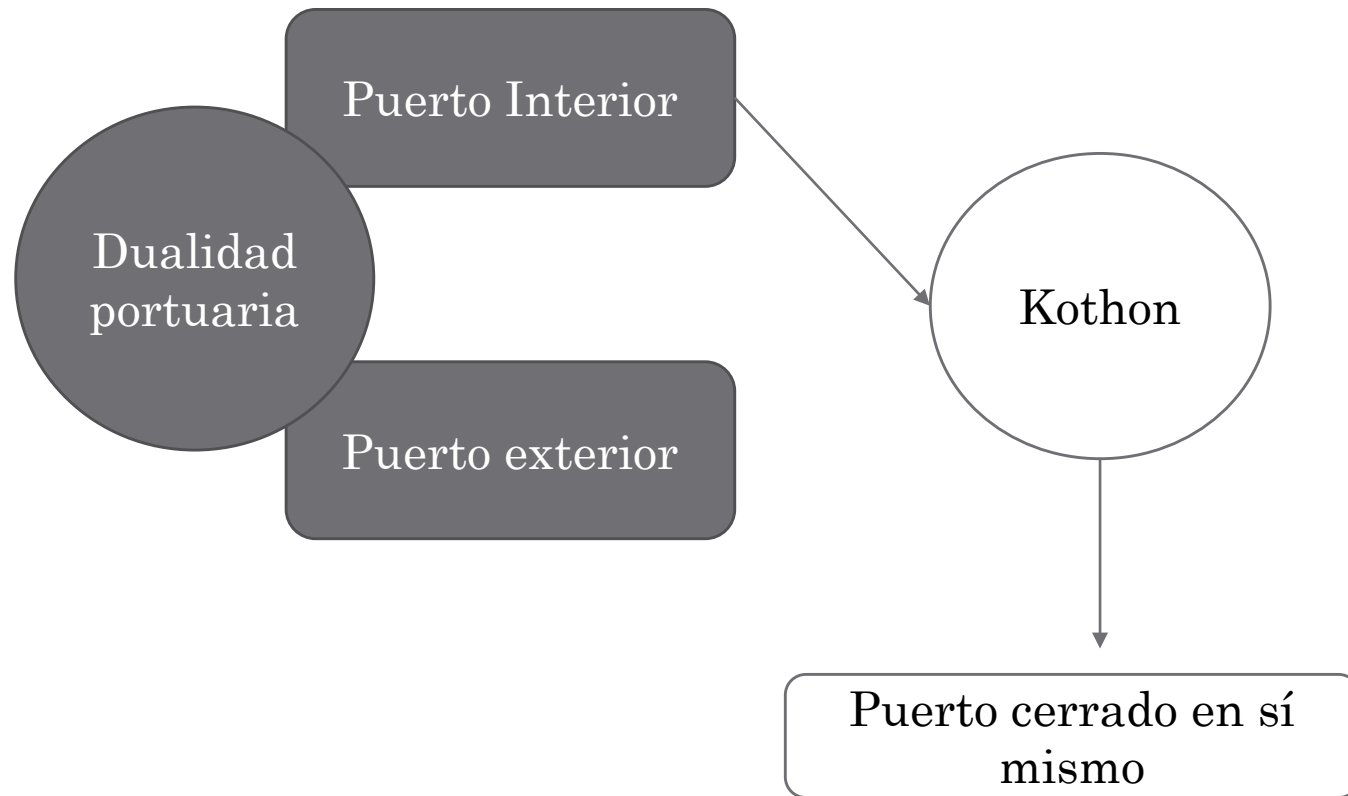 Puerto Interior
Dualidad
portuaria
Kothon
Puerto exterior
Puerto cerrado en sí
mismo